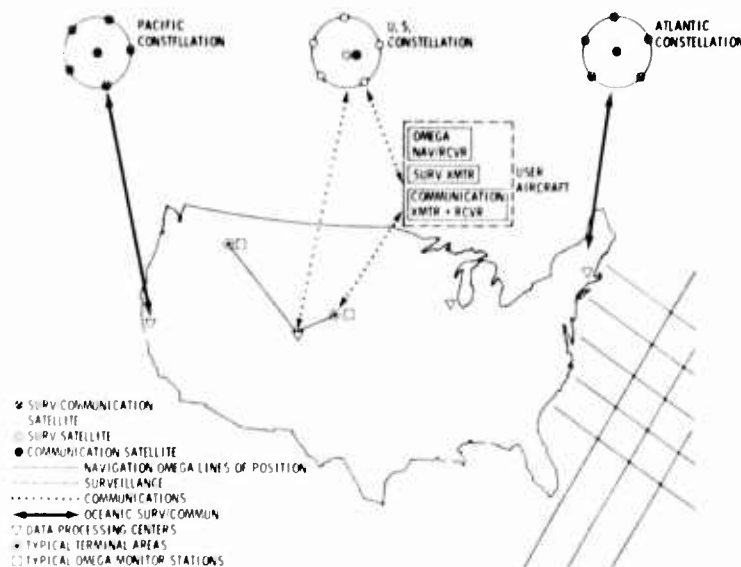 PACIFIC
CONSTELLATION
U.S.
CONSTELLATION
ATLANTIC
CONSTELLATION
OMEGA
NAV/RCVR
SURV XMTR
COMMUNICATION
XMTR + RCVR
USER
AIRCRAFT
SURV/COMMUNICATION
SATELLITE
SURV SATELLITE
COMMUNICATION SATELLITE
NAVIGATION OMEGA LINES OF POSITION
SURVEILLANCE
COMMUNICATIONS
OCEANIC SURV/COMMUN
DATA PROCESSING CENTERS
TYPICAL TERMINAL AREAS
TYPICAL OMEGA MONITOR STATIONS